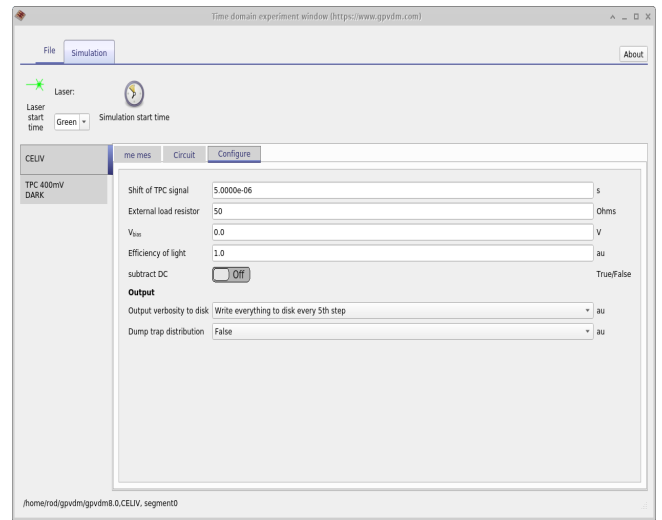 Time domain experiment window (https://www.gpvdm.com)
File Simulation About
Laser:
Laser start time
Green
Simulation start time
CELIV
TPC 400mV
DARK
me mes Circuit Configure
Shift of TPC signal 5.0000e-06 s
External load resistor 50 Ohms
Vbias 0.0 V
Efficiency of light 1.0 au
subtract DC Off True/False
Output
Output verbosity to disk Write everything to disk every 5th step au
Dump trap distribution False au
/home/rod/gpvdm/gpvdm8.0,CELIV, segment0